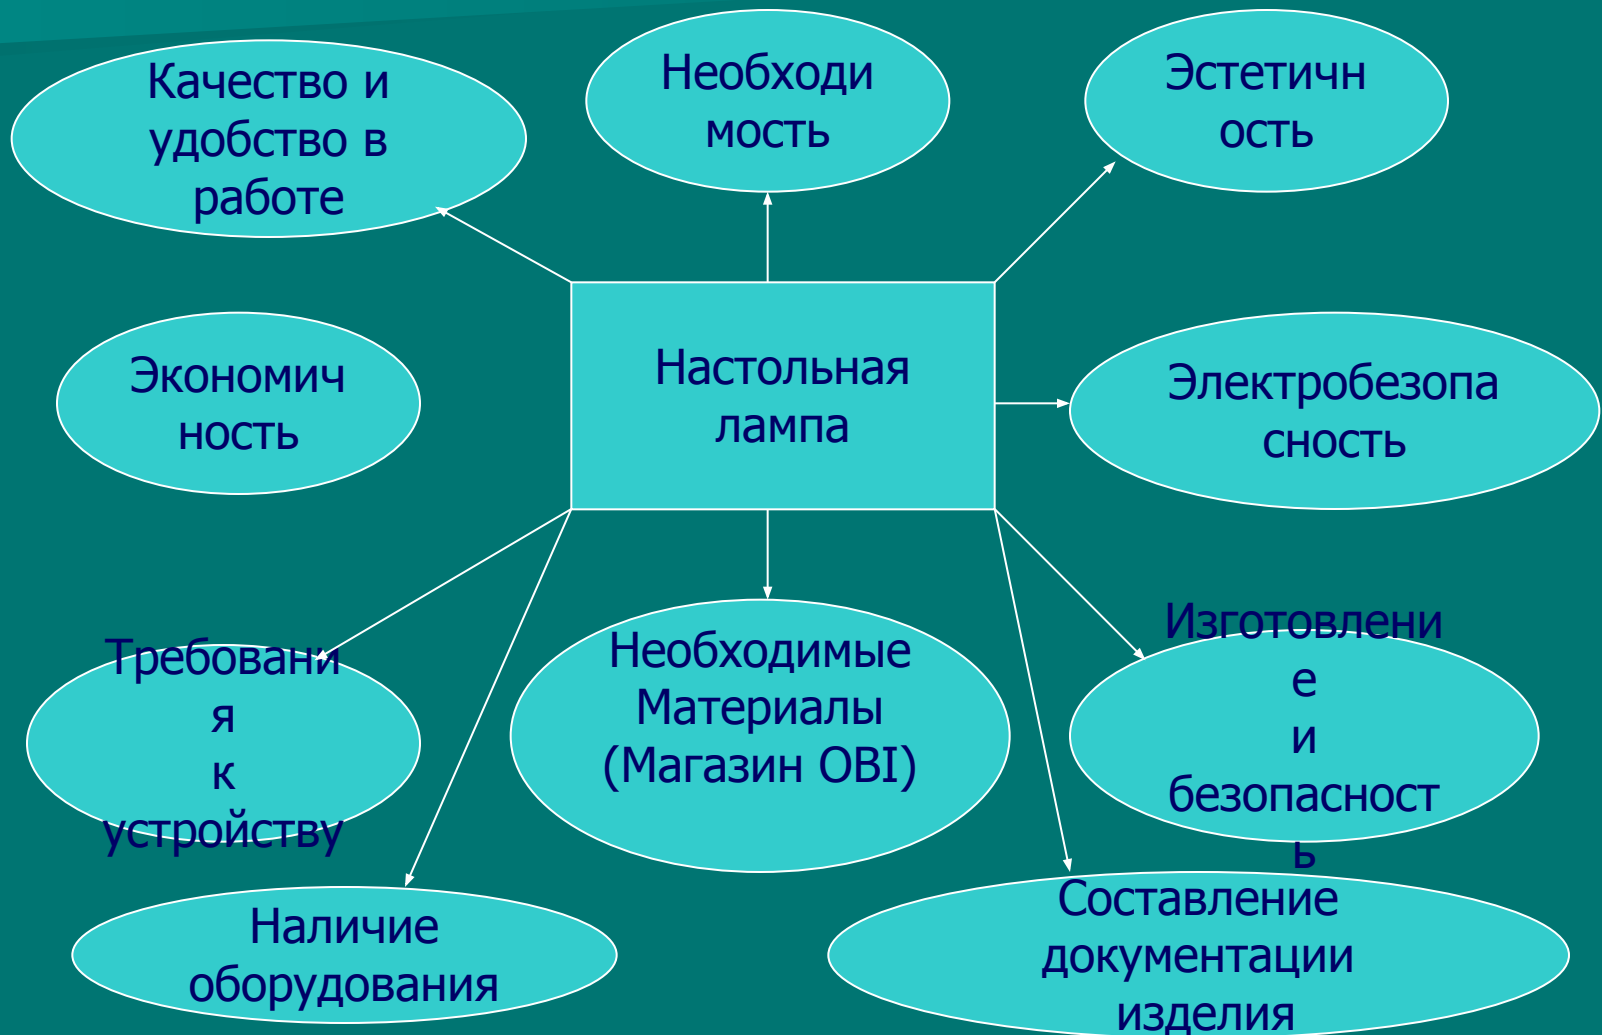 Качество и
удобство в
работе
Необходи
мость
Эстетичн
ость
Экономич
ность
Настольная
лампа
Электробезопа
сность
Требовани
я
к
устройству
Необходимые
Материалы
(Магазин OBI)
Изготовлени
е
и
безопасност
ь
Наличие
оборудования
Составление
документации
изделия